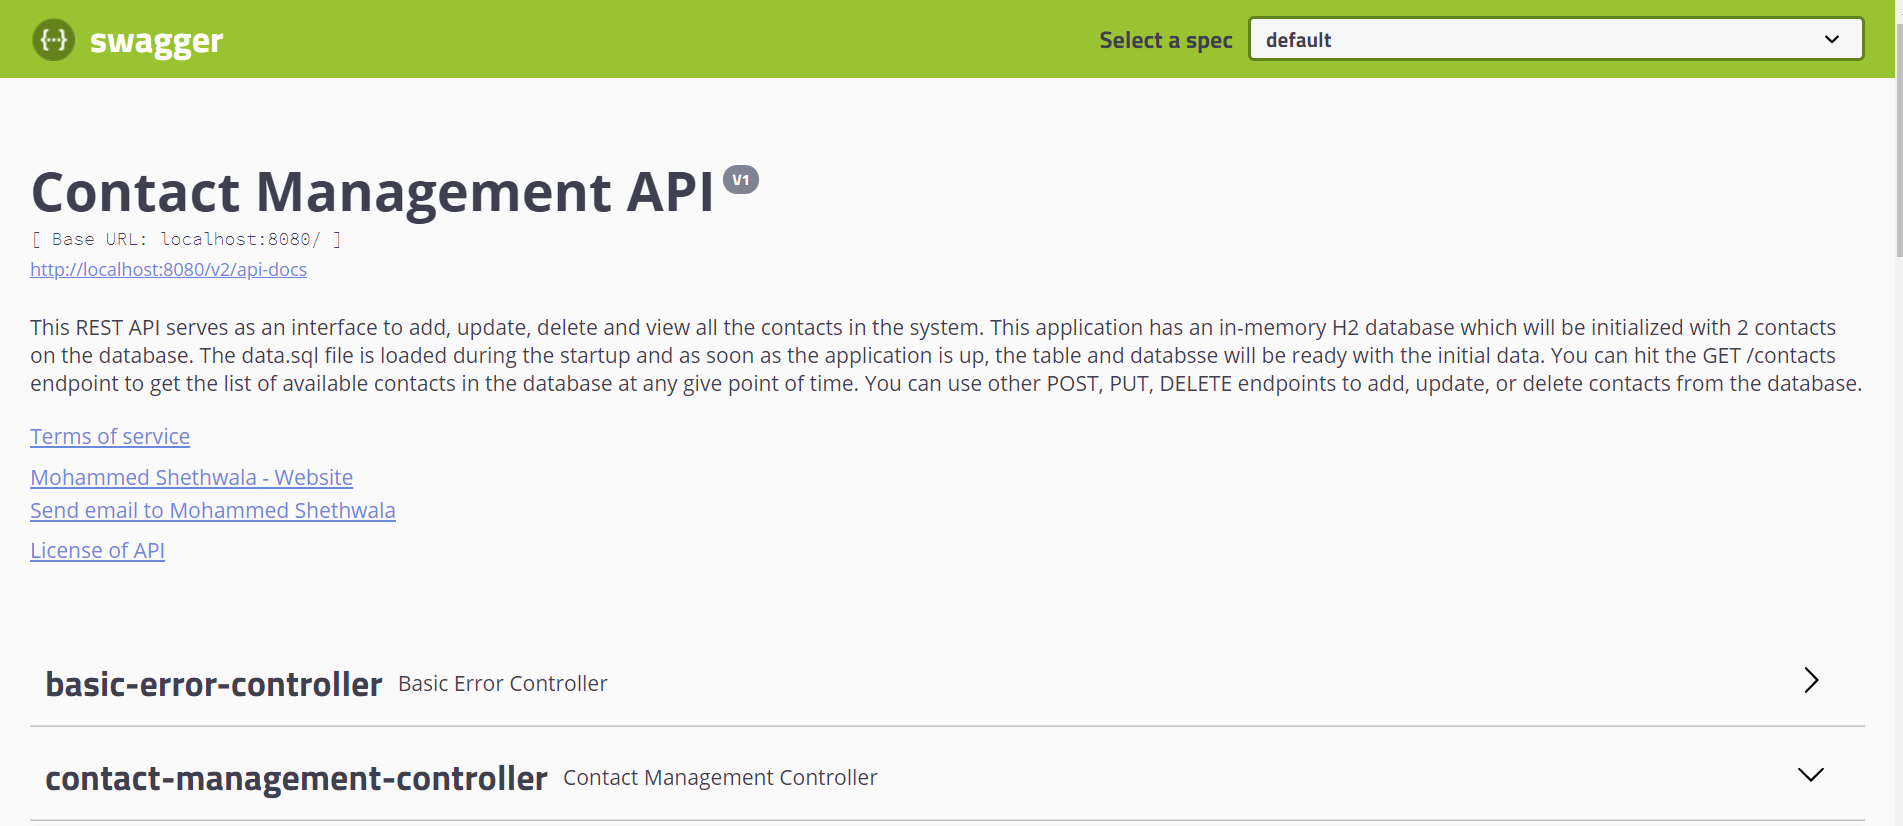 {...} swagger
Select a spec
default
Contact Management API V1
[ Base URL: localhost:8080/ ]
http://localhost:8080/v2/api-docs
This REST API serves as an interface to add, update, delete and view all the contacts in the system. This application has an in-memory H2 database which will be initialized with 2 contacts
on the database. The data.sql file is loaded during the startup and as soon as the application is up, the table and databsse will be ready with the initial data. You can hit the GET /contacts
endpoint to get the list of available contacts in the database at any give point of time. You can use other POST, PUT, DELETE endpoints to add, update, or delete contacts from the database.
Terms of service
Mohammed Shethwala - Website
Send email to Mohammed Shethwala
License of API
basic-error-controller Basic Error Controller
contact-management-controller Contact Management Controller